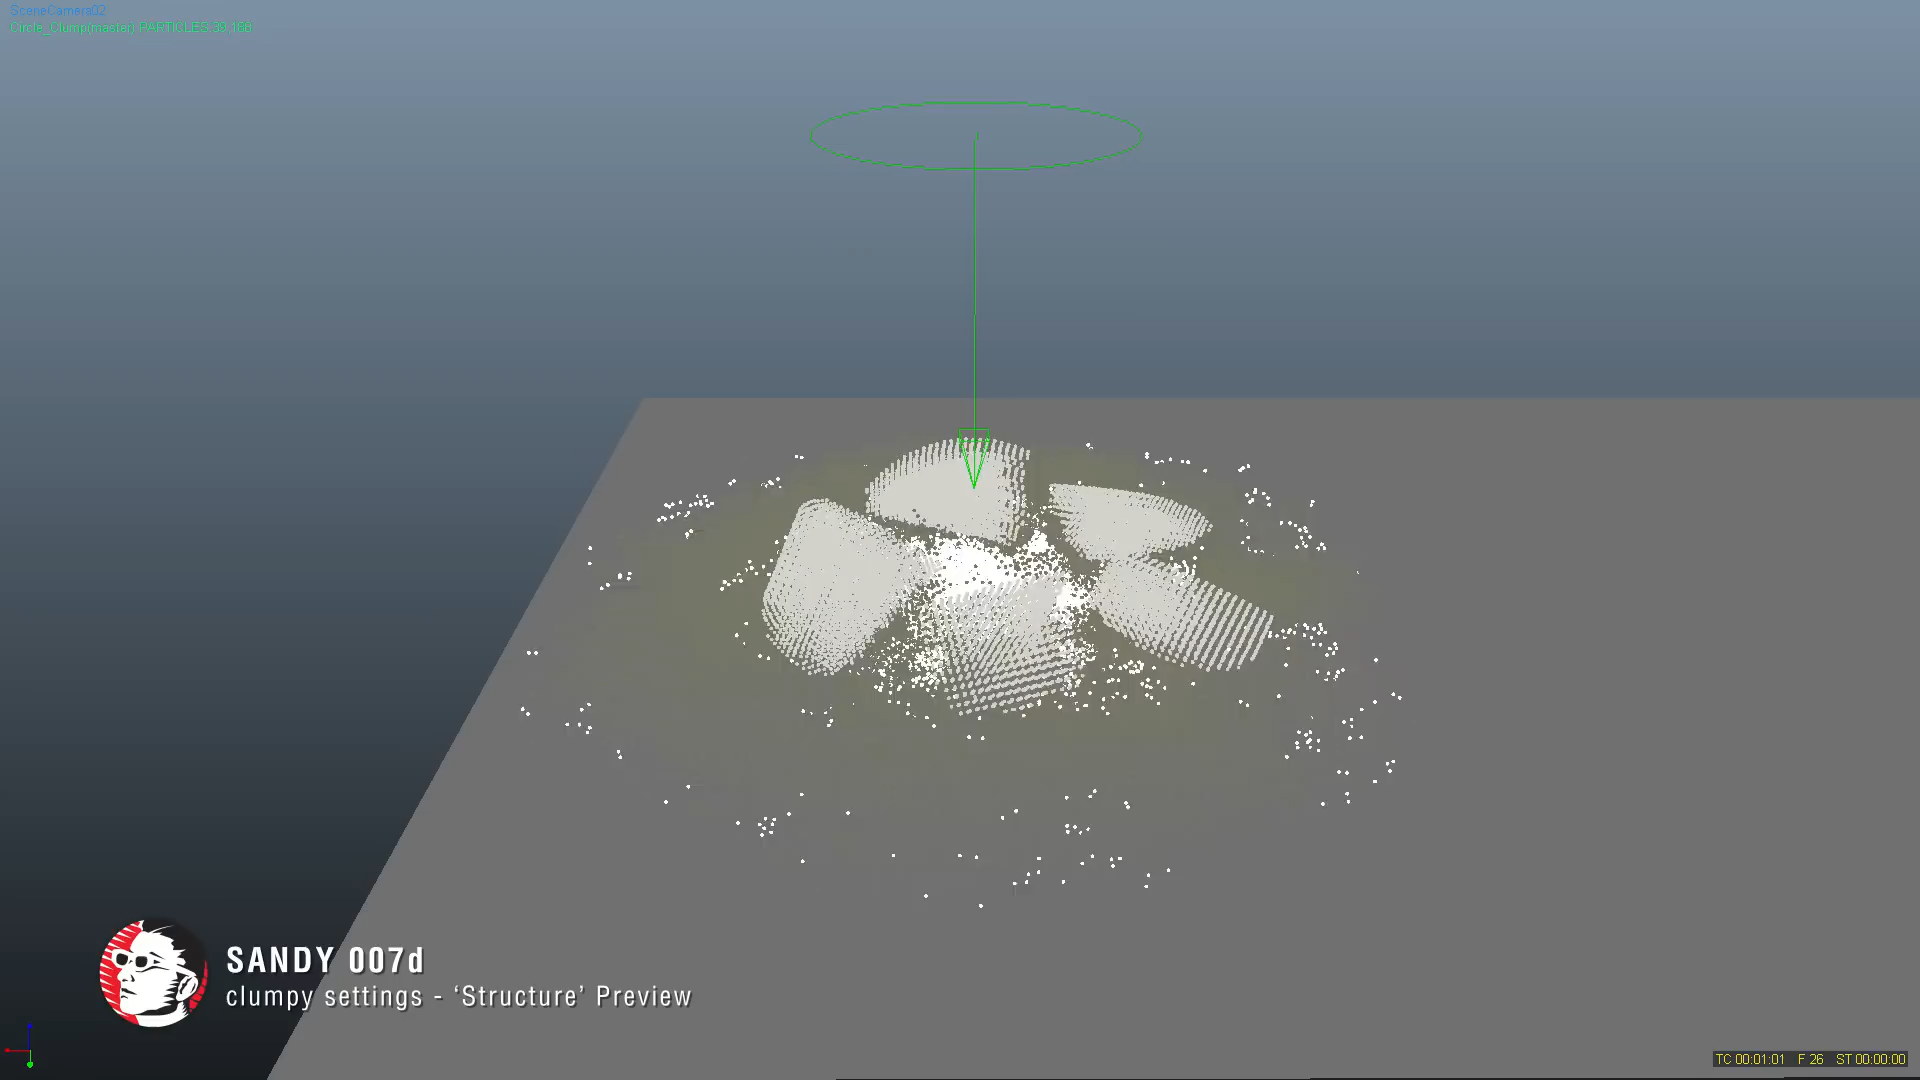 SceneCamera02
Circle_Clump(master) PARTICLES:39,166
SANDY 007d
clumpy settings - ‘Structure’ Preview
TC 00:01:01 F 26 ST 00:00:00